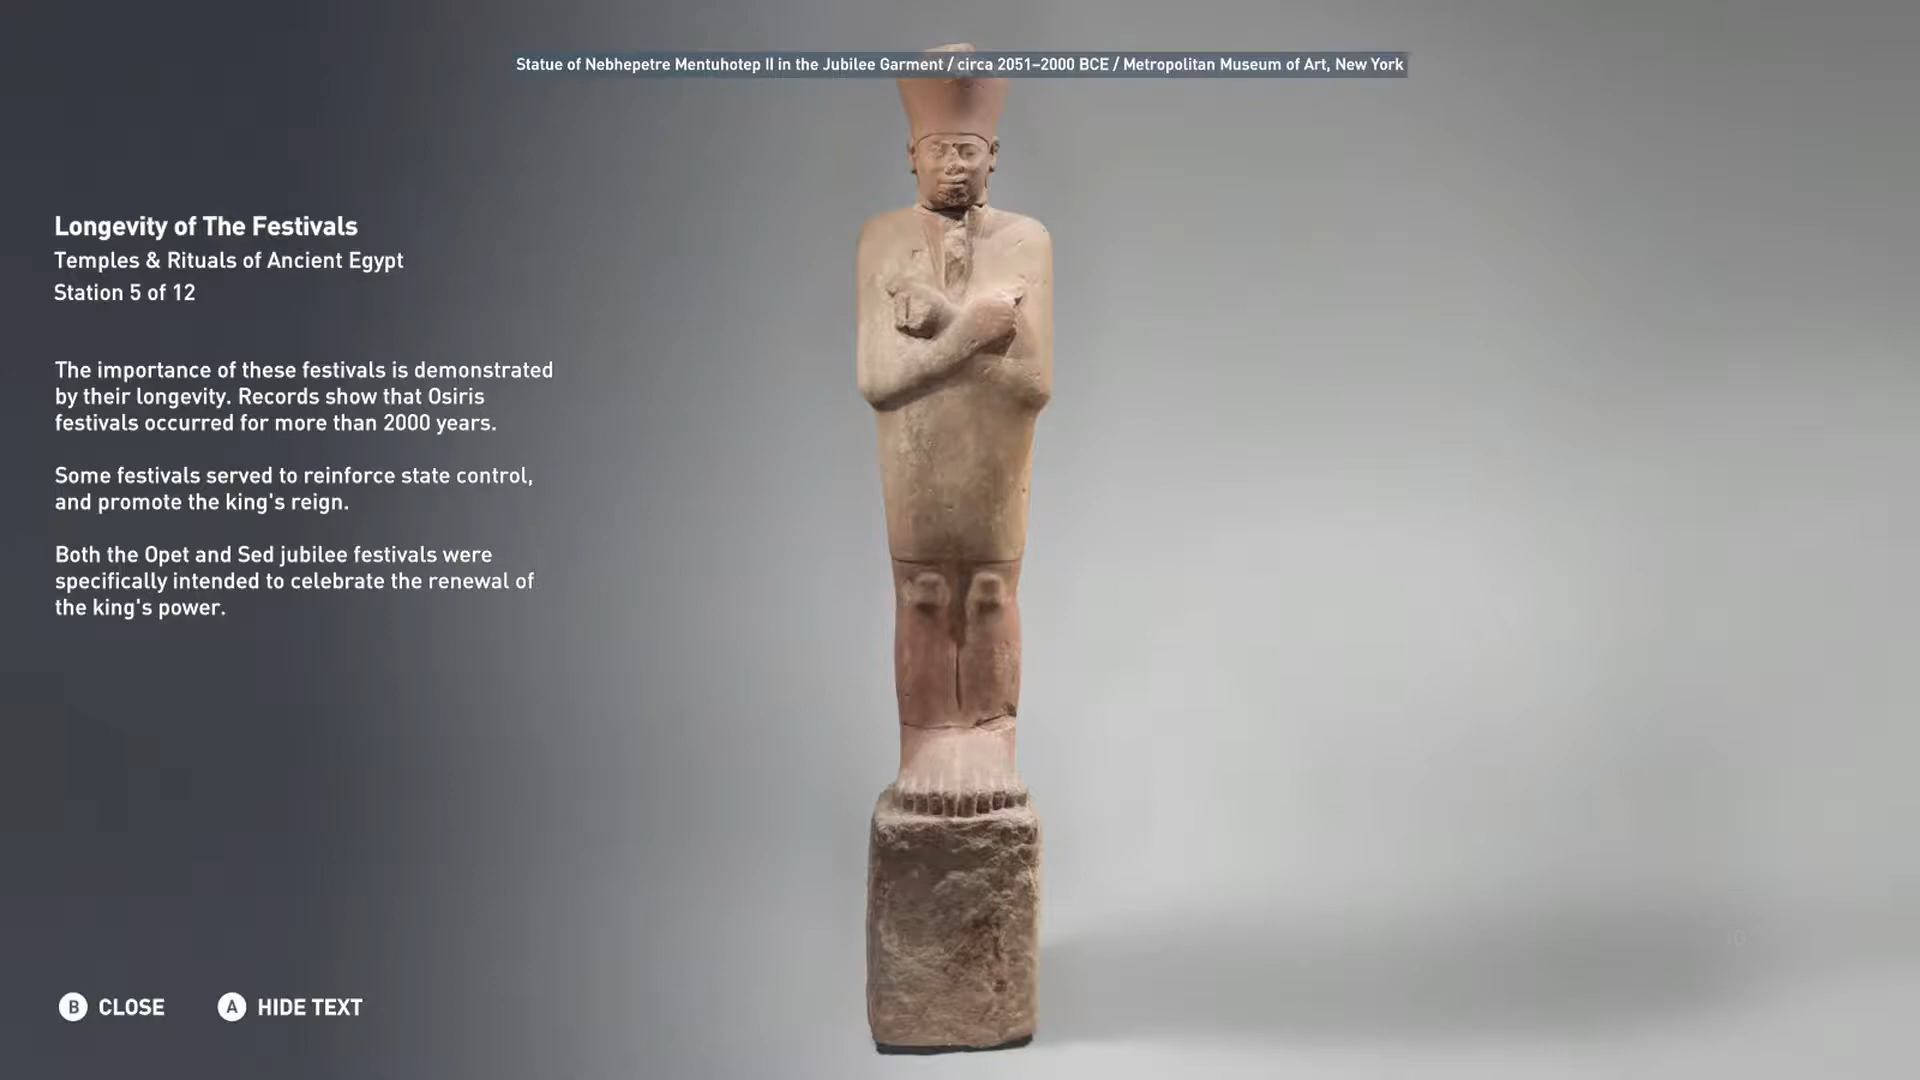 Statue of Nebhepetre Mentuhotep II in the Jubilee Garment / circa 2051–2000 BCE / Metropolitan Museum of Art, New York
Longevity of The Festivals
Temples & Rituals of Ancient Egypt
Station 5 of 12
The importance of these festivals is demonstrated
by their longevity. Records show that Osiris
festivals occurred for more than 2000 years.
Some festivals served to reinforce state control,
and promote the king's reign.
Both the Opet and Sed jubilee festivals were
specifically intended to celebrate the renewal of
the king's power.
B CLOSE A HIDE TEXT